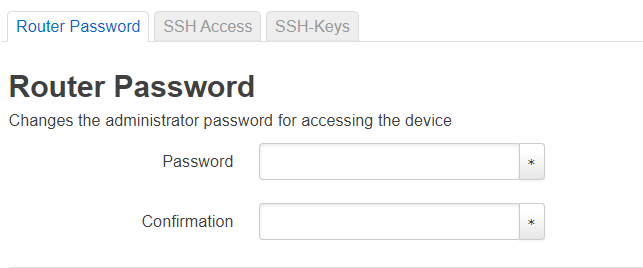 Router Password SSH Access SSH-Keys
Router Password
Changes the administrator password for accessing the device
Password *
Confirmation *